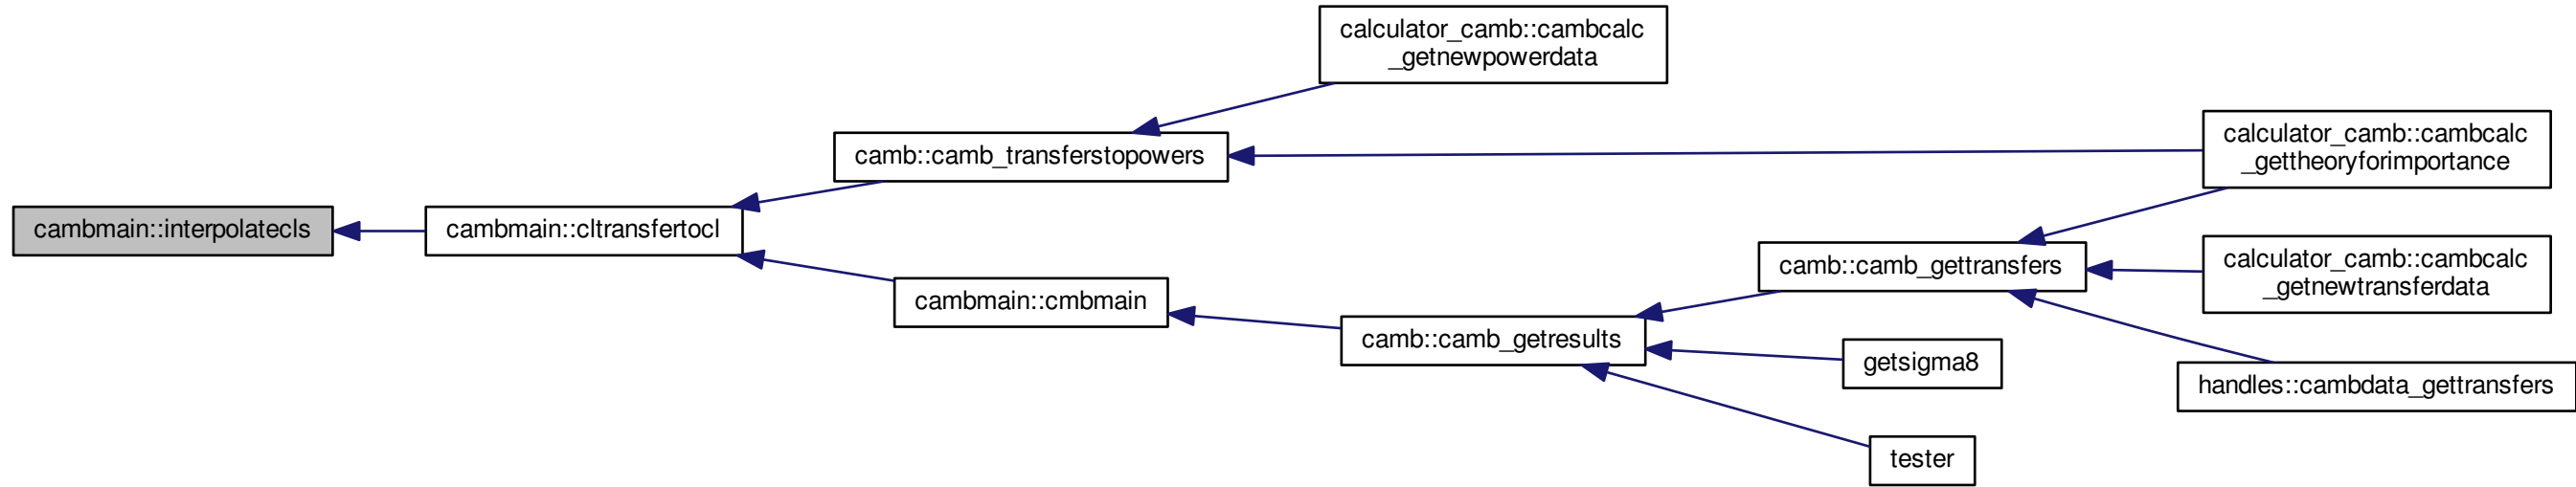 calculator_camb::cambcalc
_getnewpowerdata
calculator_camb::cambcalc
_gettheoryforimportance
camb::camb_transferstopowers
cambmain::interpolatecls
cambmain::cltransfertocl
camb::camb_gettransfers
calculator_camb::cambcalc
_getnewtransferdata
cambmain::cmbmain
camb::camb_getresults
getsigma8
handles::cambdata_gettransfers
tester